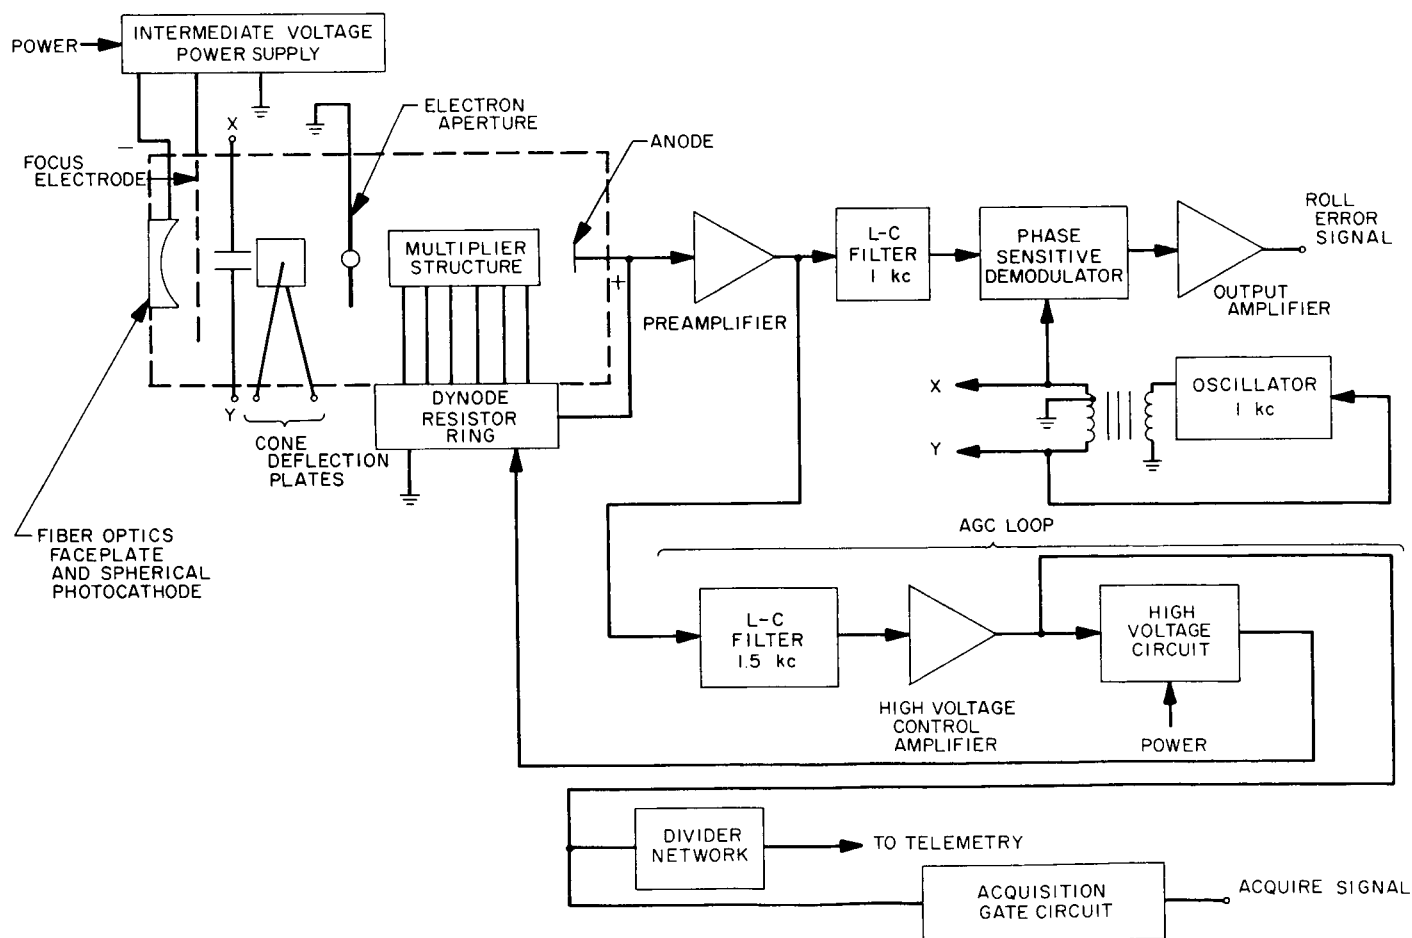 INTERMEDIATE VOLTAGE
POWER SUPPLY
POWER
ELECTRON
APERTURE
X
–
ANODE
FOCUS
ELECTRODE
MULTIPLIER
STRUCTURE
+
PREAMPLIFIER
L-C
FILTER
1 kc
PHASE
SENSITIVE
DEMODULATOR
ROLL
ERROR
SIGNAL
OUTPUT
AMPLIFIER
Y
CONE
DEFLECTION
PLATES
DYNODE
RESISTOR
RING
X
Y
OSCILLATOR
1 kc
FIBER OPTICS
FACEPLATE
AND SPHERICAL
PHOTOCATHODE
AGC LOOP
L-C
FILTER
1.5 kc
HIGH VOLTAGE
CONTROL
AMPLIFIER
HIGH
VOLTAGE
CIRCUIT
POWER
DIVIDER
NETWORK
TO TELEMETRY
ACQUISITION
GATE CIRCUIT
ACQUIRE SIGNAL